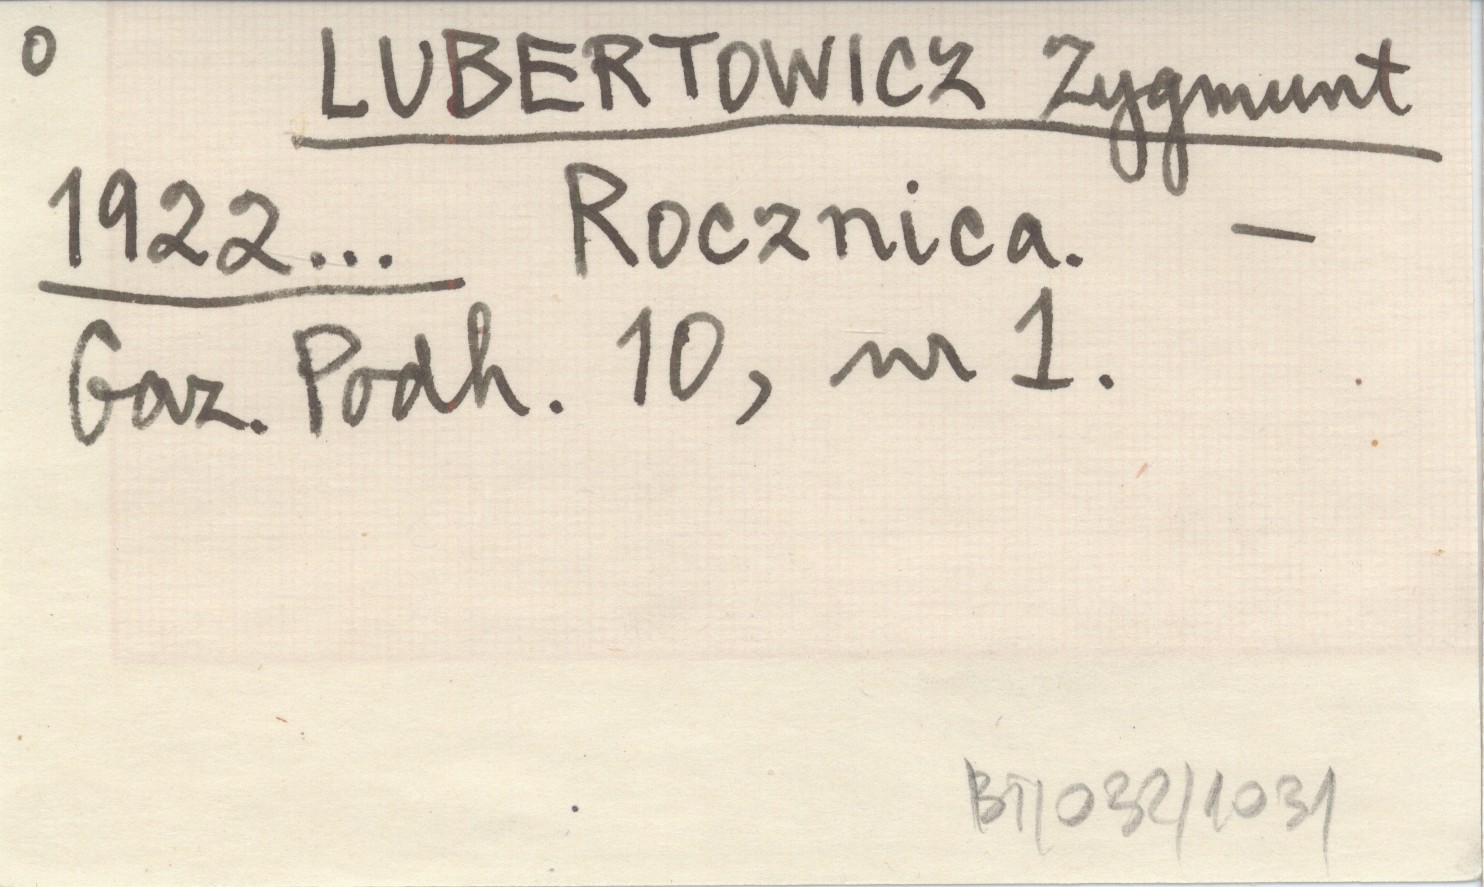 o LUBERTOWICZ Zygmunt
1922... Rocznica. —
Gaz. Podh. 10, nr 1.
BT/032/1031